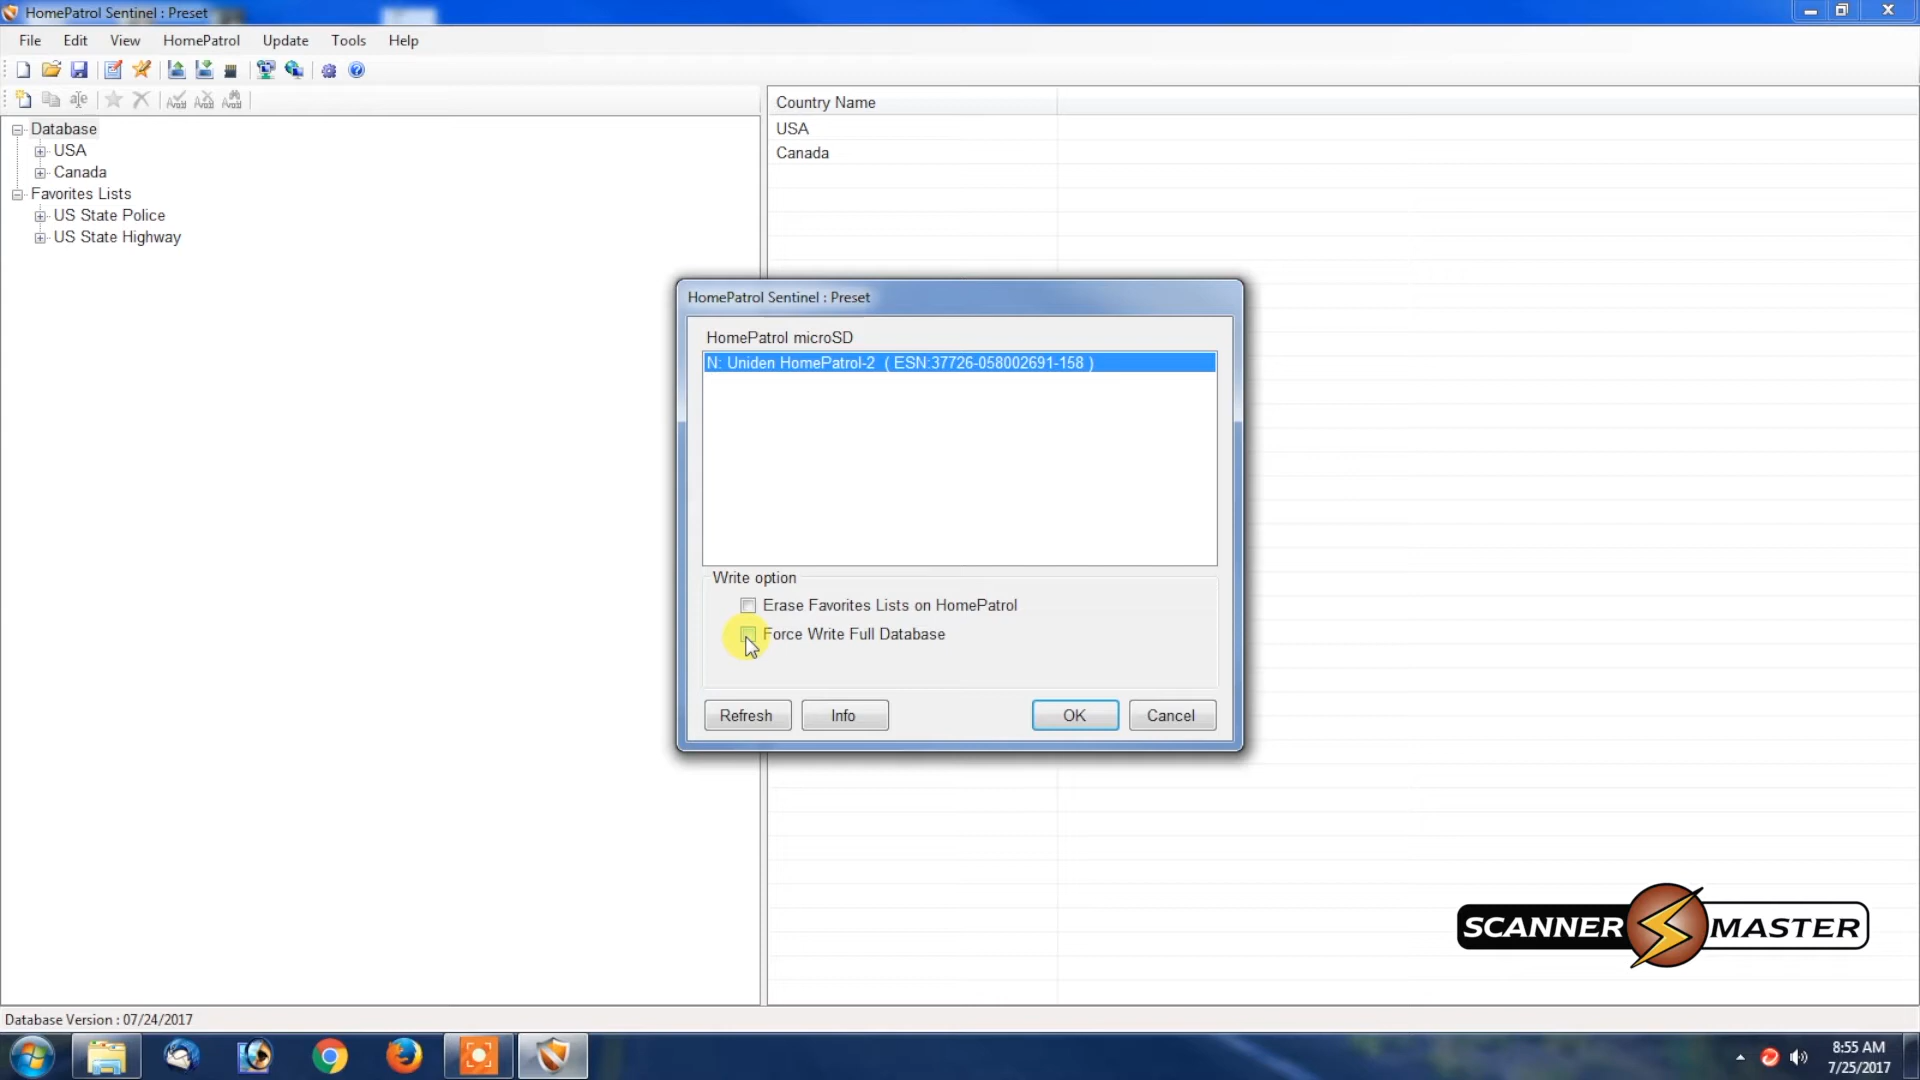 HomePatrol Sentinel : Preset
File Edit View HomePatrol Update Tools Help
Database
USA
Canada
Favorites Lists
US State Police
US State Highway
Country Name
USA
Canada
HomePatrol Sentinel : Preset
HomePatrol microSD
N: Uniden HomePatrol-2 ( ESN:37726-058002691-158 )
Write option
Erase Favorites Lists on HomePatrol
Force Write Full Database
Refresh Info OK Cancel
SCANNER MASTER
Database Version : 07/24/2017
8:55 AM
7/25/2017